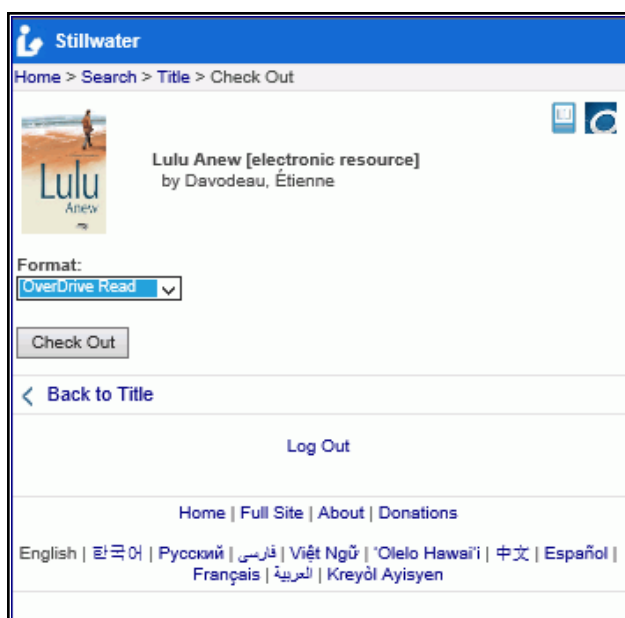 Stillwater
Home > Search > Title > Check Out
Lulu
Anew
Lulu Anew [electronic resource]
by Davodeau, Étienne
Format:
OverDrive Read
Check Out
Back to Title
Log Out
Home | Full Site | About | Donations
English | 한국어 | Русский | فارسی | Việt Ngữ | 'Olelo Hawai'i | 中文 | Español |
Français | العربية | Kreyòl Ayisyen